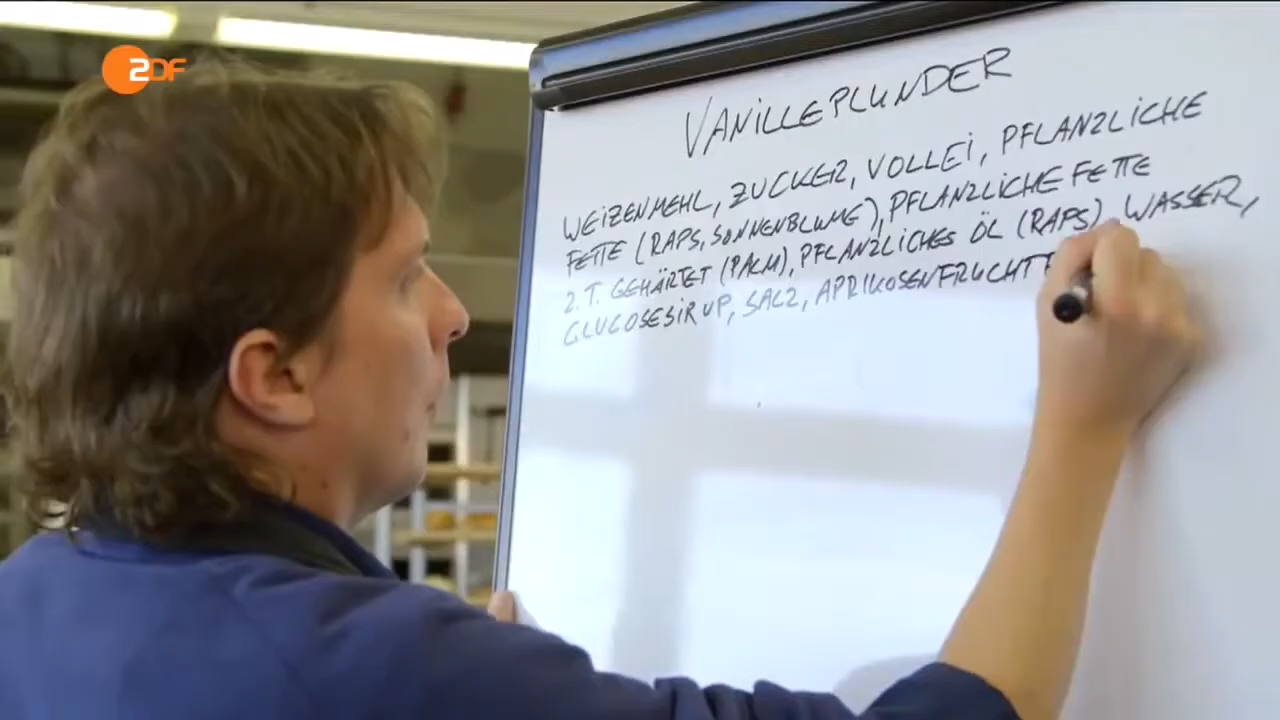 ZDF
VANILLEPLUNDER
WEIZENMEHL, ZUCKER, VOLLEI, PFLANZLICHE
FETTE (RAPS, SONNENBLUME), PFLANZLICHE FETTE
Z.T. GEHÄRTET (PALM), PFLANZLICHES ÖL (RAPS), WASSER,
GLUCOSESIRUP, SALZ, APRIKOSENFRUCHT